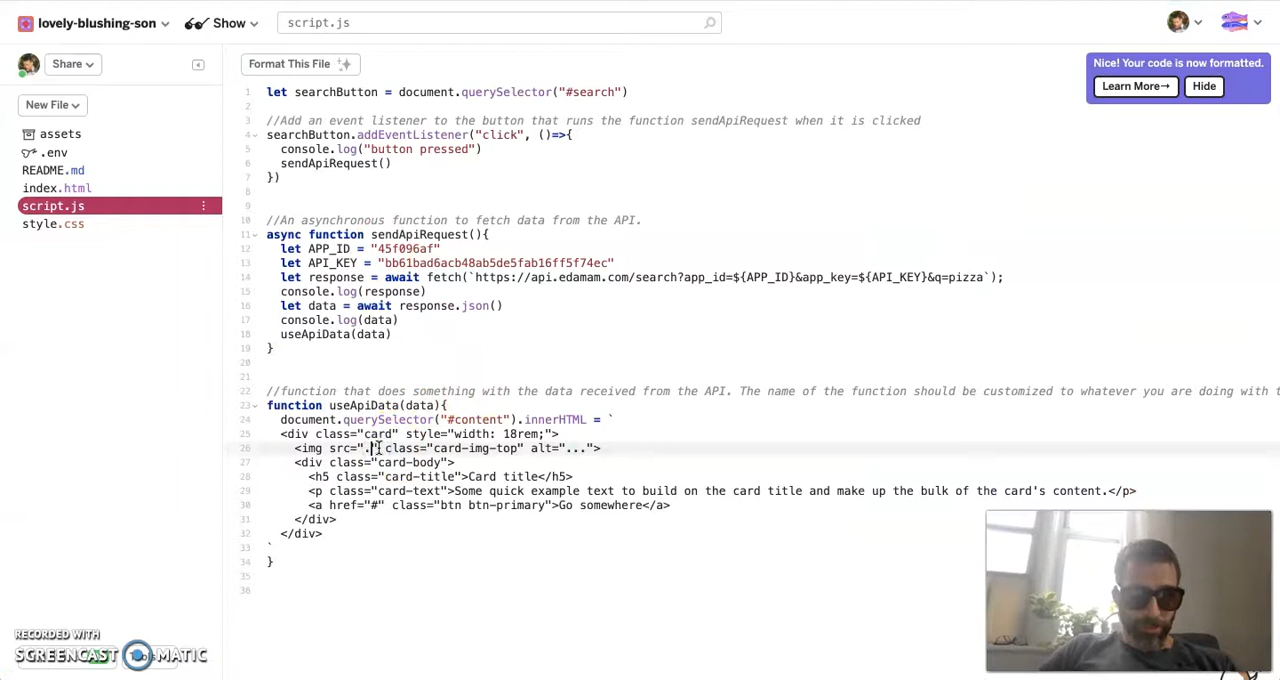 lovely-blushing-son
Show
script.js
Share
Format This File
Nice! Your code is now formatted.
Learn More→
Hide
New File
assets
.env
README.md
index.html
script.js
style.css
1 let searchButton = document.querySelector("#search")
2
3 //Add an event listener to the button that runs the function sendApiRequest when it is clicked
4 searchButton.addEventListener("click", ()=>{
5 console.log("button pressed")
6 sendApiRequest()
7 })
8
9
10 //An asynchronous function to fetch data from the API.
11 async function sendApiRequest(){
12 let APP_ID = "45f096af"
13 let API_KEY = "bb61bad6acb48ab5de5fab16ff5f74ec"
14 let response = await fetch(`https://api.edamam.com/search?app_id=${APP_ID}&app_key=${API_KEY}&q=pizza`);
15 console.log(response)
16 let data = await response.json()
17 console.log(data)
18 useApiData(data)
19 }
20
21
22 //function that does something with the data received from the API. The name of the function should be customized to whatever you are doing with t
23 function useApiData(data){
24 document.querySelector("#content").innerHTML = `
25 <div class="card" style="width: 18rem;">
26 <img src="." class="card-img-top" alt="...">
27 <div class="card-body">
28 <h5 class="card-title">Card title</h5>
29 <p class="card-text">Some quick example text to build on the card title and make up the bulk of the card's content.</p>
30 <a href="#" class="btn btn-primary">Go somewhere</a>
31 </div>
32 </div>
33 `
34 }
35
36
RECORDED WITH
SCREENCAST MATIC